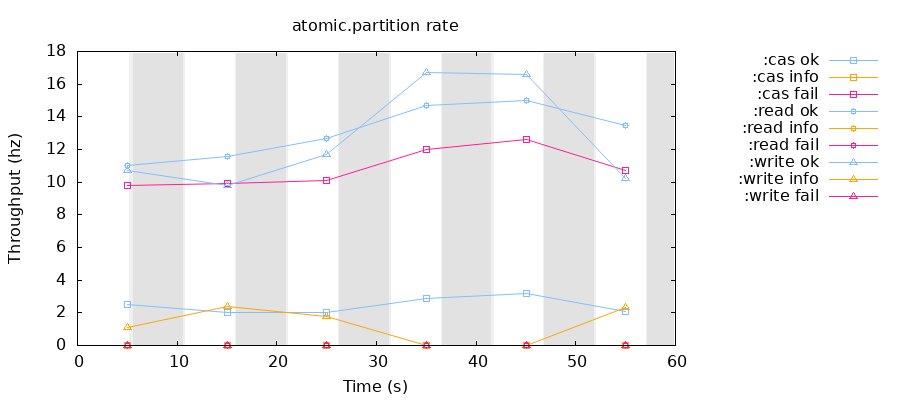 atomic.partition rate
18
16
14
12
10
8
6
4
2
0
Throughput (hz)
0 10 20 30 40 50 60
Time (s)
:cas ok
:cas info
:cas fail
:read ok
:read info
:read fail
:write ok
:write info
:write fail